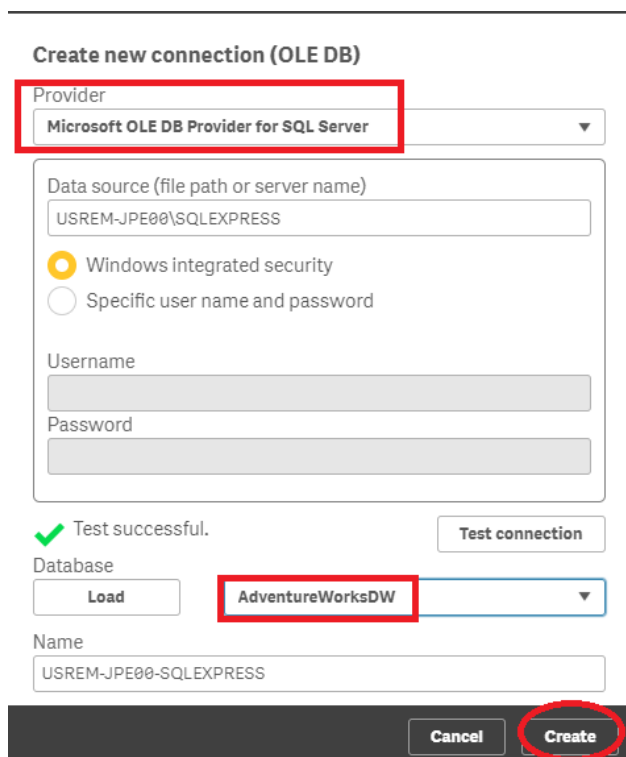 Create new connection (OLE DB)
Provider
Microsoft OLE DB Provider for SQL Server
Data source (file path or server name)
USREM-JPE00\SQLEXPRESS
Windows integrated security
Specific user name and password
Username
Password
Test successful.
Test connection
Database
Load
AdventureWorksDW
Name
USREM-JPE00-SQLEXPRESS
Cancel
Create